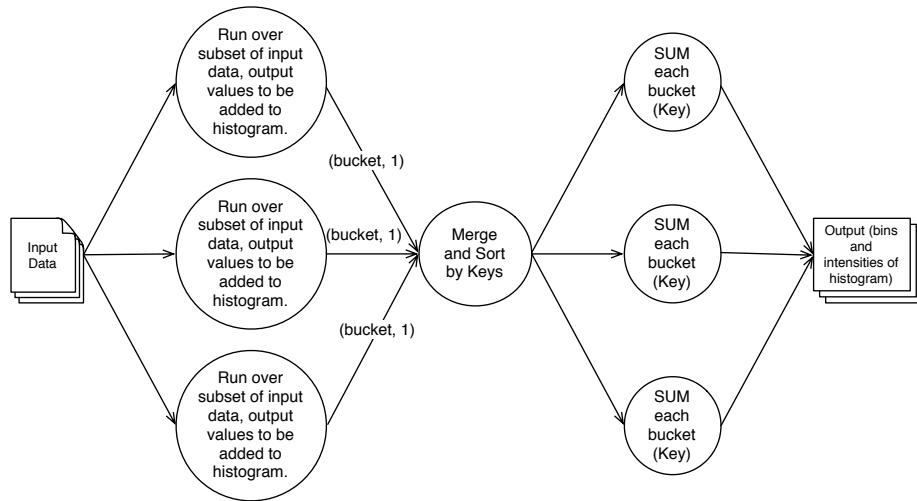 Run over
subset of input
data, output
values to be
added to
histogram.
(bucket, 1)
Input
Data
Run over
subset of input
data, output
values to be
added to
histogram.
(bucket, 1)
Merge
and Sort
by Keys
Run over
subset of input
data, output
values to be
added to
histogram.
(bucket, 1)
SUM
each
bucket
(Key)
SUM
each
bucket
(Key)
SUM
each
bucket
(Key)
Output (bins
and
intensities of
histogram)